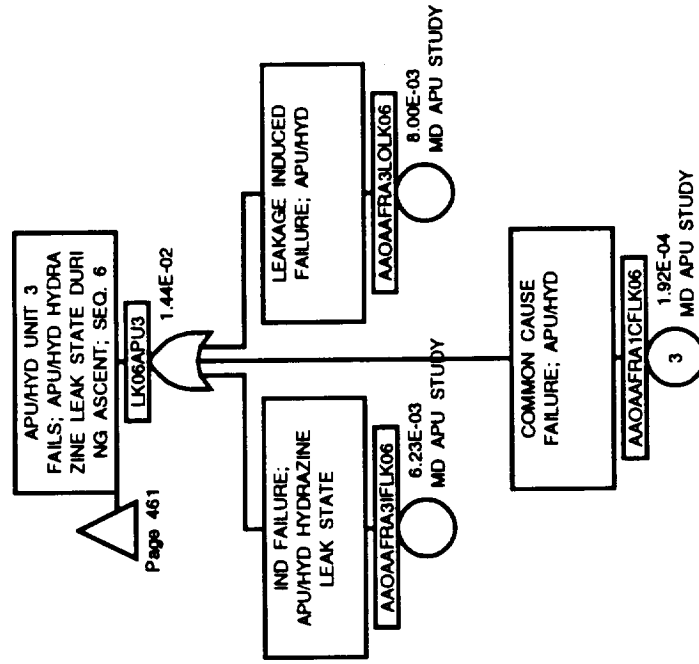 APU/HYD UNIT 3
FAILS; APU/HYD HYDRA
ZINE LEAK STATE DURI
NG ASCENT; SEQ. 6
LK06APU3
1.44E-02
Page 461
IND FAILURE;
APU/HYD HYDRAZINE
LEAK STATE
AAOAAFRA3IFLK06
6.23E-03
MD APU STUDY
LEAKAGE INDUCED
FAILURE; APU/HYD
AAOAAFRA3LOLK06
8.00E-03
MD APU STUDY
COMMON CAUSE
FAILURE; APU/HYD
AAOAAFRA1CFLK06
3
1.92E-04
MD APU STUDY